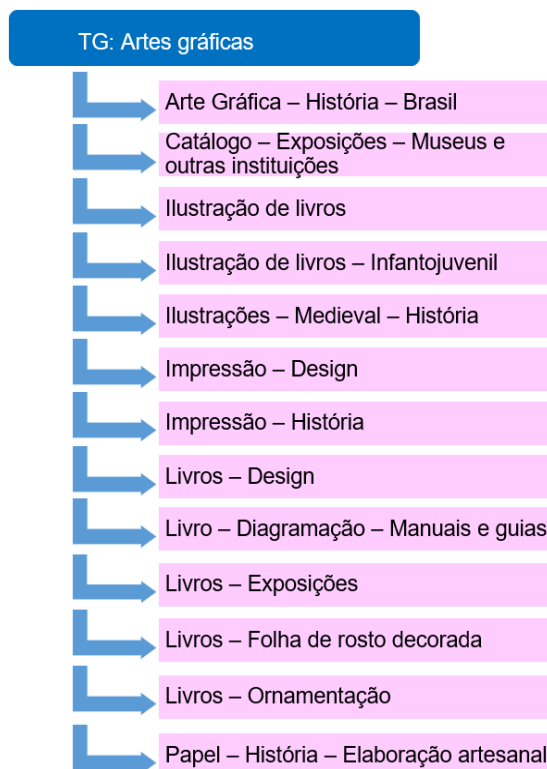 TG: Artes gráficas
Arte Gráfica – História – Brasil
Catálogo – Exposições – Museus e
outras instituições
Ilustração de livros
Ilustração de livros – Infantojuvenil
Ilustrações – Medieval – História
Impressão – Design
Impressão – História
Livros – Design
Livro – Diagramação – Manuais e guias
Livros – Exposições
Livros – Folha de rosto decorada
Livros – Ornamentação
Papel – História – Elaboração artesanal